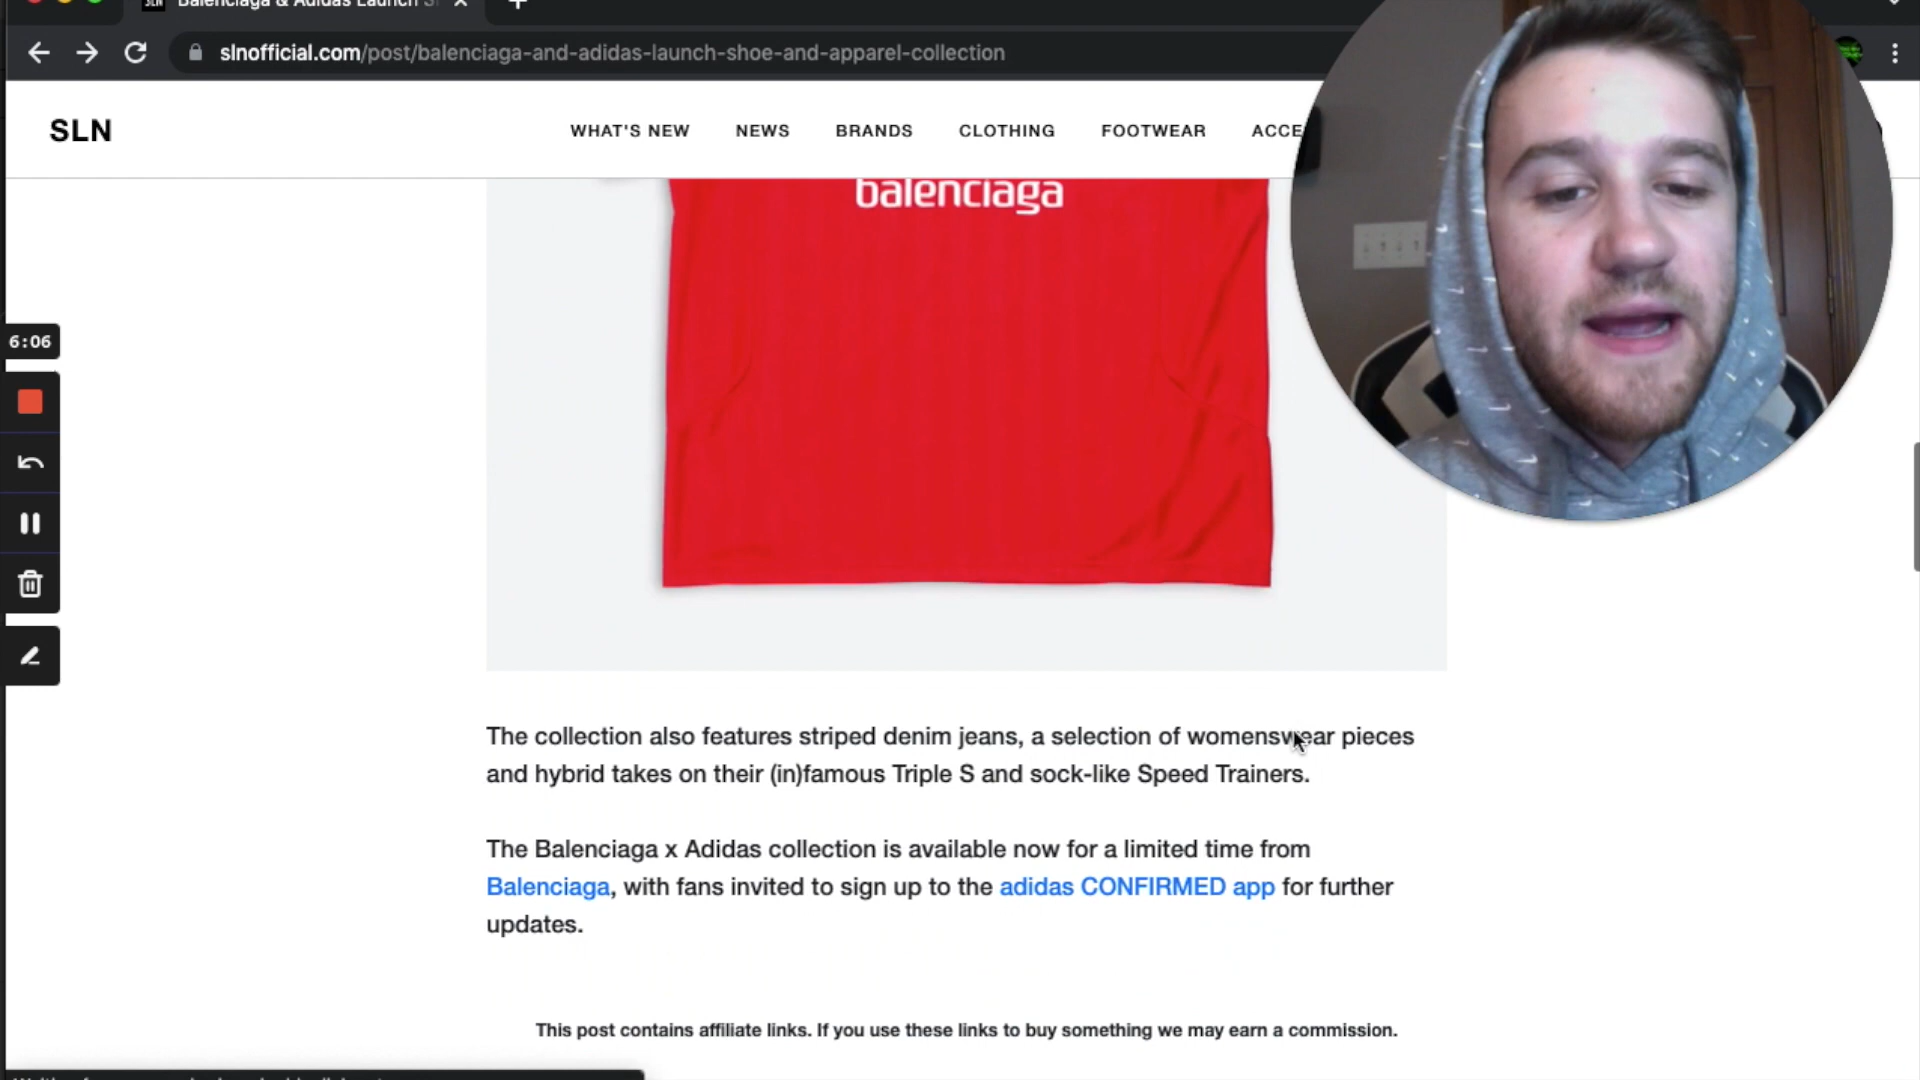 SLN Balenciaga & Adidas Launch S
slnofficial.com/post/balenciaga-and-adidas-launch-shoe-and-apparel-collection
SLN
WHAT'S NEW NEWS BRANDS CLOTHING FOOTWEAR ACCE
balenciaga
6:06
The collection also features striped denim jeans, a selection of womenswear pieces
and hybrid takes on their (in)famous Triple S and sock-like Speed Trainers.
The Balenciaga x Adidas collection is available now for a limited time from
Balenciaga, with fans invited to sign up to the adidas CONFIRMED app for further
updates.
This post contains affiliate links. If you use these links to buy something we may earn a commission.